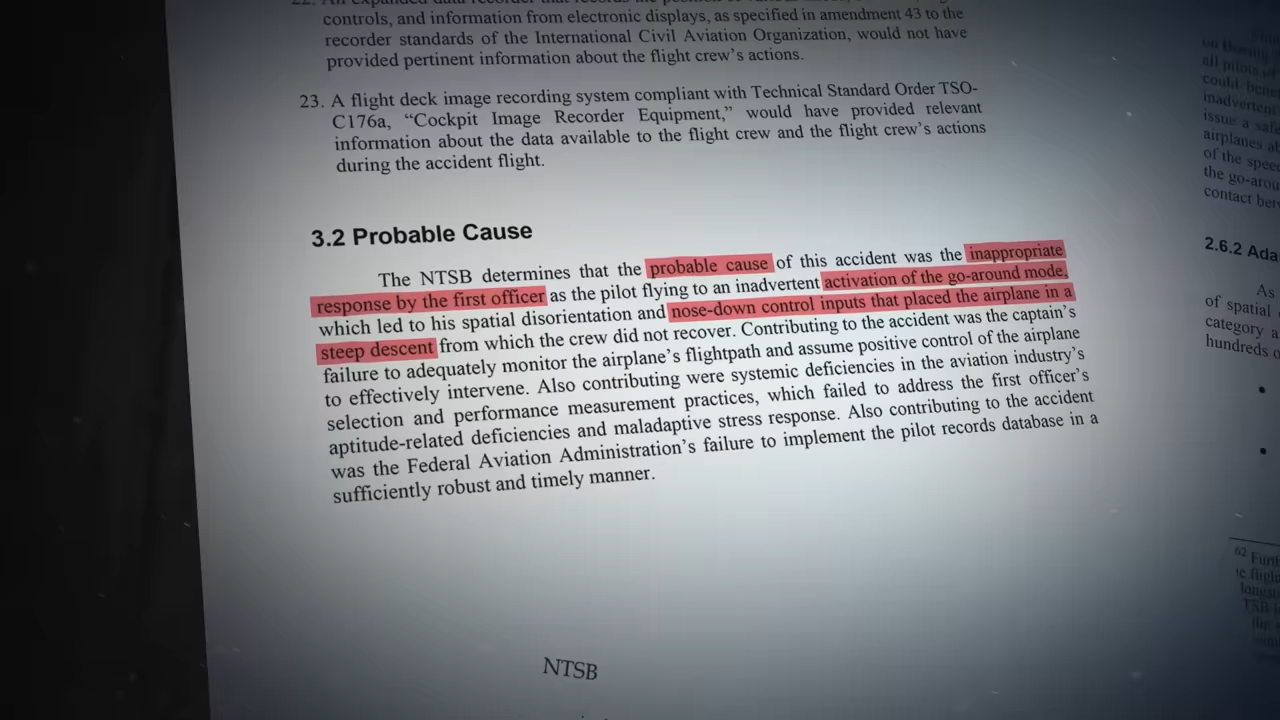 controls, and information from electronic displays, as specified in amendment 43 to the
recorder standards of the International Civil Aviation Organization, would not have
provided pertinent information about the flight crew's actions.
23. A flight deck image recording system compliant with Technical Standard Order TSO-
C176a, “Cockpit Image Recorder Equipment,” would have provided relevant
information about the data available to the flight crew and the flight crew's actions
during the accident flight.
3.2 Probable Cause
The NTSB determines that the probable cause of this accident was the inappropriate
response by the first officer as the pilot flying to an inadvertent activation of the go-around mode,
which led to his spatial disorientation and nose-down control inputs that placed the airplane in a
steep descent from which the crew did not recover. Contributing to the accident was the captain's
failure to adequately monitor the airplane's flightpath and assume positive control of the airplane
to effectively intervene. Also contributing were systemic deficiencies in the aviation industry's
selection and performance measurement practices, which failed to address the first officer's
aptitude-related deficiencies and maladaptive stress response. Also contributing to the accident
was the Federal Aviation Administration's failure to implement the pilot records database in a
sufficiently robust and timely manner.
NTSB
all pilots
could
issue a
airplanes
of the
the
contact
2.6.2
As
of spatial
category
hundreds
62